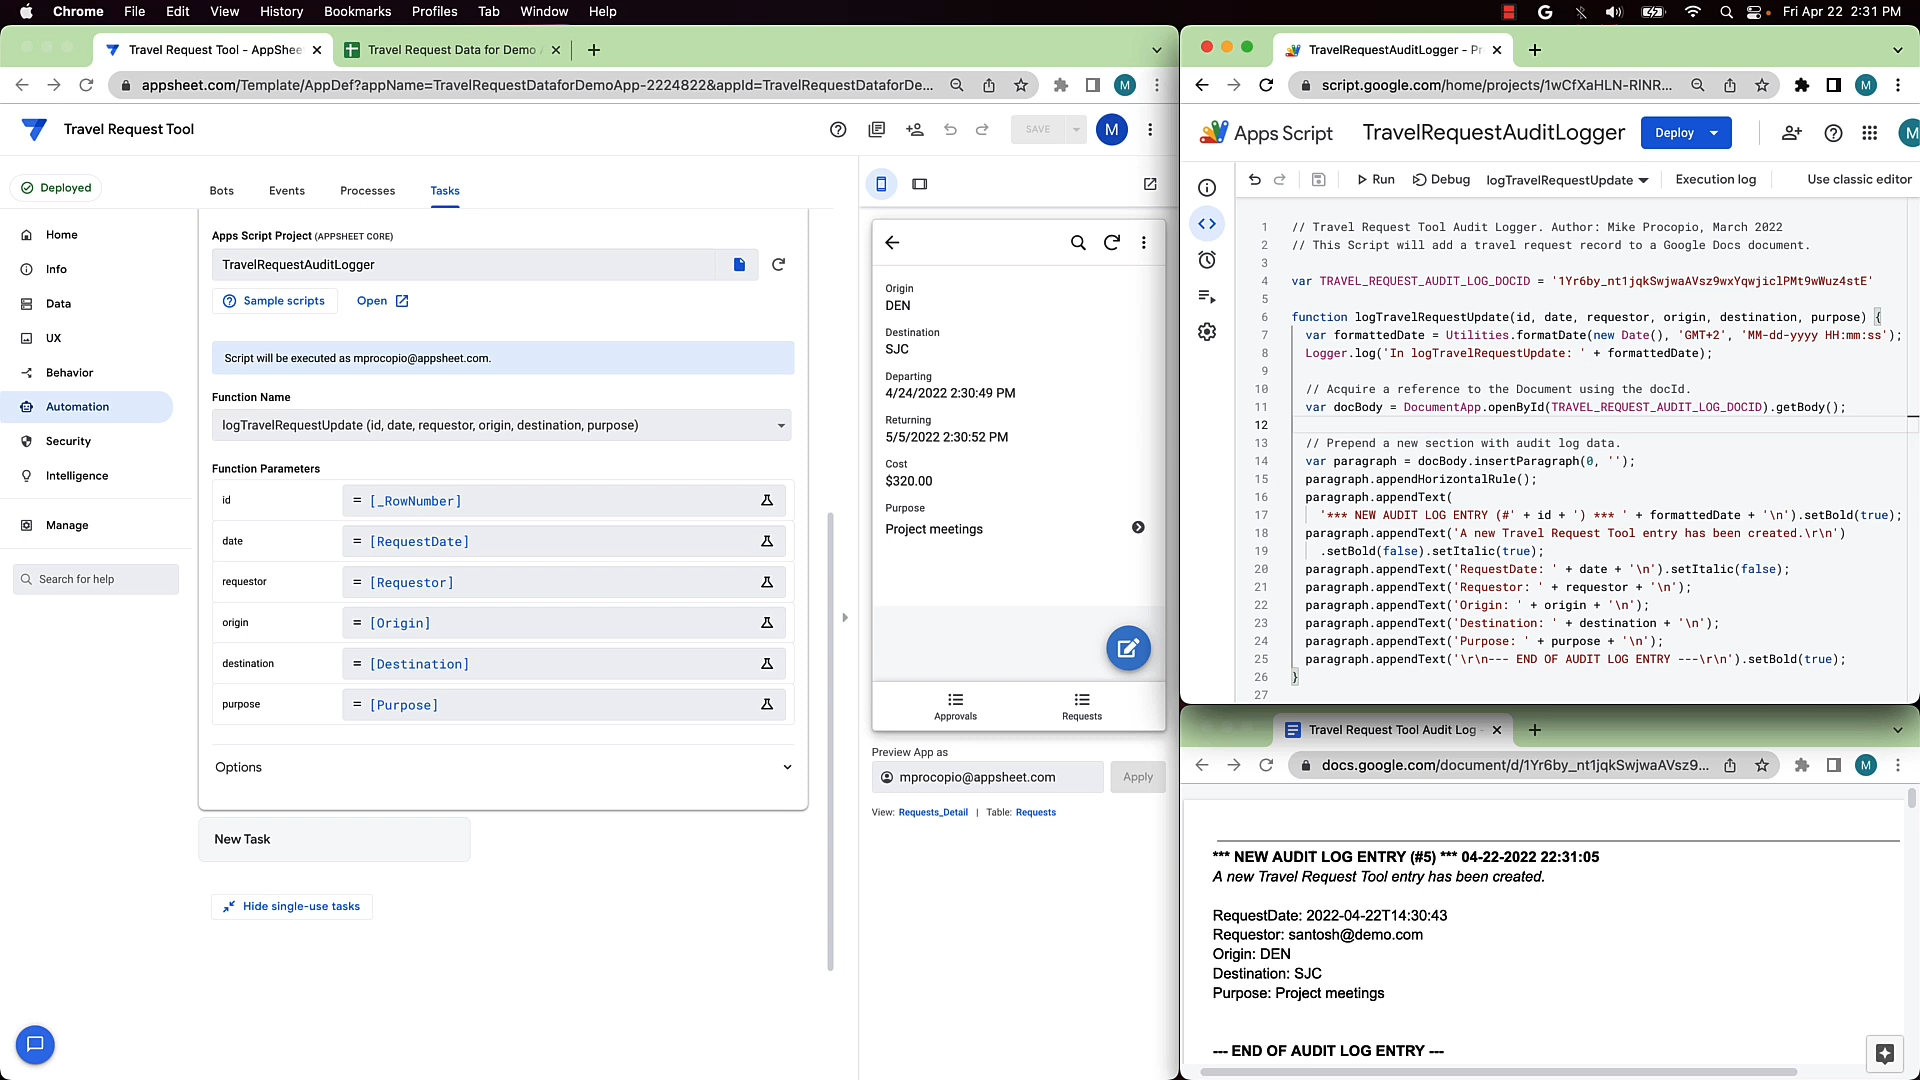 Chrome File Edit View History Bookmarks Profiles Tab Window Help
Fri Apr 22 2:31 PM
Travel Request Tool - AppShee
Travel Request Data for Demo
appsheet.com/Template/AppDef?appName=TravelRequestDataforDemoApp-2224822&appId=TravelRequestDataforDe...
M
Travel Request Tool
SAVE
M
Deployed
Bots Events Processes Tasks
Home
Info
Data
UX
Behavior
Automation
Security
Intelligence
Manage
Search for help
Apps Script Project (APPSHEET CORE)
TravelRequestAuditLogger
Sample scripts
Open
Script will be executed as mprocopio@appsheet.com.
Function Name
logTravelRequestUpdate (id, date, requestor, origin, destination, purpose)
Function Parameters
id = [_RowNumber]
date = [RequestDate]
requestor = [Requestor]
origin = [Origin]
destination = [Destination]
purpose = [Purpose]
Options
New Task
Hide single-use tasks
Origin
DEN
Destination
SJC
Departing
4/24/2022 2:30:49 PM
Returning
5/5/2022 2:30:52 PM
Cost
$320.00
Purpose
Project meetings
Approvals
Requests
Preview App as
mprocopio@appsheet.com
Apply
View: Requests_Detail | Table: Requests
TravelRequestAuditLogger - Pr
script.google.com/home/projects/1wCfXaHLN-RlNR...
M
Apps Script
TravelRequestAuditLogger
Deploy
M
Run
Debug
logTravelRequestUpdate
Execution log
Use classic editor
1 // Travel Request Tool Audit Logger. Author: Mike Procopio, March 2022
2 // This Script will add a travel request record to a Google Docs document.
3
4 var TRAVEL_REQUEST_AUDIT_LOG_DOCID = '1Yr6by_nt1jqkSwjwaAVsz9wxYqwjiclPMt9wWuz4stE'
5
6 function logTravelRequestUpdate(id, date, requestor, origin, destination, purpose) {
7 var formattedDate = Utilities.formatDate(new Date(), 'GMT+2', 'MM-dd-yyyy HH:mm:ss');
8 Logger.log('In logTravelRequestUpdate: ' + formattedDate);
9
10 // Acquire a reference to the Document using the docId.
11 var docBody = DocumentApp.openById(TRAVEL_REQUEST_AUDIT_LOG_DOCID).getBody();
12
13 // Prepend a new section with audit log data.
14 var paragraph = docBody.insertParagraph(0, '');
15 paragraph.appendHorizontalRule();
16 paragraph.appendText(
17 '*** NEW AUDIT LOG ENTRY (#' + id + ') *** ' + formattedDate + '\n').setBold(true);
18 paragraph.appendText('A new Travel Request Tool entry has been created.\r\n')
19 .setBold(false).setItalic(true);
20 paragraph.appendText('RequestDate: ' + date + '\n').setItalic(false);
21 paragraph.appendText('Requestor: ' + requestor + '\n');
22 paragraph.appendText('Origin: ' + origin + '\n');
23 paragraph.appendText('Destination: ' + destination + '\n');
24 paragraph.appendText('Purpose: ' + purpose + '\n');
25 paragraph.appendText('\r\n--- END OF AUDIT LOG ENTRY ---\r\n').setBold(true);
26 }
27
Travel Request Tool Audit Log
docs.google.com/document/d/1Yr6by_nt1jqkSwjwaAVsz9...
M
*** NEW AUDIT LOG ENTRY (#5) *** 04-22-2022 22:31:05
A new Travel Request Tool entry has been created.
RequestDate: 2022-04-22T14:30:43
Requestor: santosh@demo.com
Origin: DEN
Destination: SJC
Purpose: Project meetings
--- END OF AUDIT LOG ENTRY ---